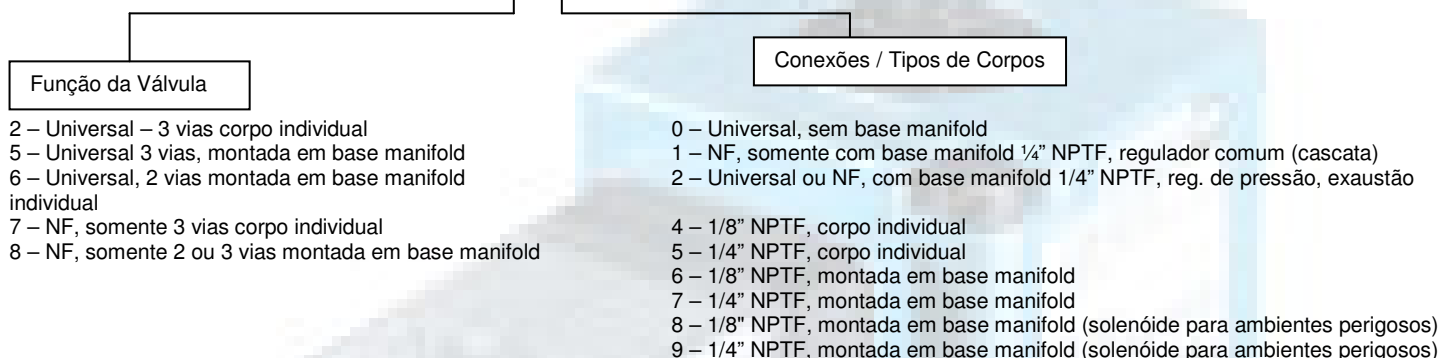 Função da Válvula
2 – Universal – 3 vias corpo individual
5 – Universal 3 vias, montada em base manifold
6 – Universal, 2 vias montada em base manifold
individual
7 – NF, somente 3 vias corpo individual
8 – NF, somente 2 ou 3 vias montada em base manifold
Conexões / Tipos de Corpos
0 – Universal, sem base manifold
1 – NF, somente com base manifold ¼” NPTF, regulador comum (cascata)
2 – Universal ou NF, com base manifold 1/4” NPTF, reg. de pressão, exaustão
4 – 1/8” NPTF, corpo individual
5 – 1/4” NPTF, corpo individual
6 – 1/8” NPTF, montada em base manifold
7 – 1/4” NPTF, montada em base manifold
8 – 1/8" NPTF, montada em base manifold (solenóide para ambientes perigosos)
9 – 1/4” NPTF, montada em base manifold (solenóide para ambientes perigosos)